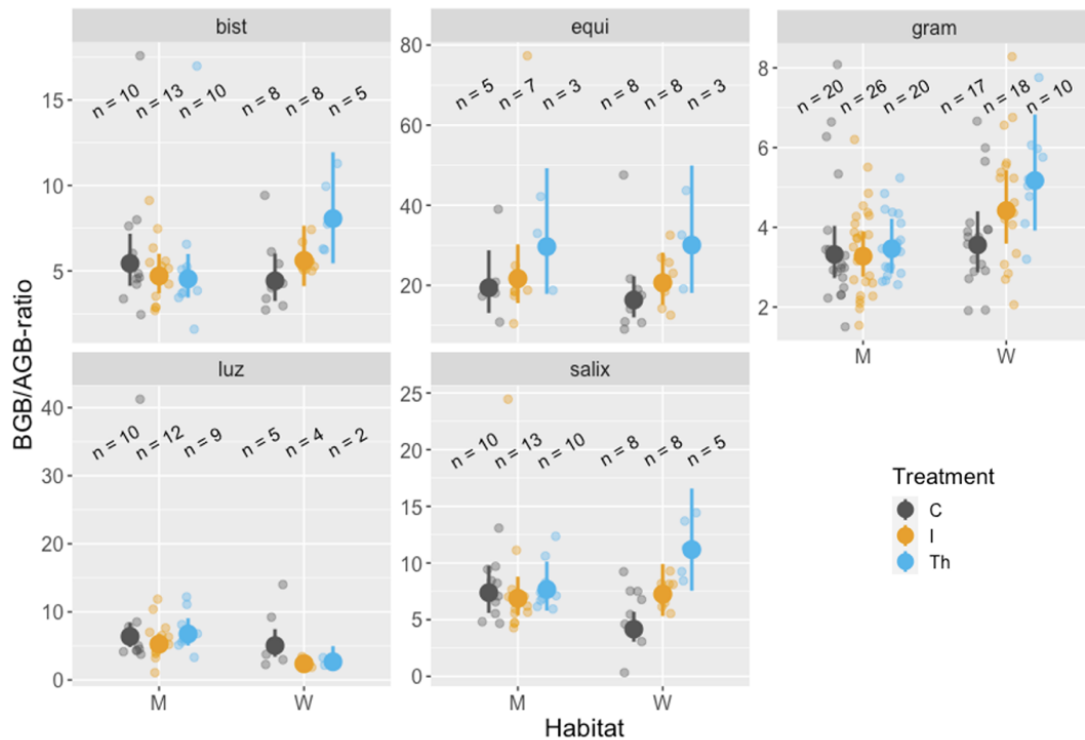 bist
equi
gram
n = 10
n = 13
n = 10
n = 8
n = 8
n = 5
n = 5
n = 7
n = 3
n = 8
n = 8
n = 3
n = 20
n = 26
n = 20
n = 17
n = 18
n = 10
15
10
5
80
60
40
20
8
6
4
2
M
W
BGB/AGB-ratio
luz
salix
n = 10
n = 12
n = 9
n = 5
n = 4
n = 2
n = 10
n = 13
n = 10
n = 8
n = 8
n = 5
40
30
20
10
0
25
20
15
10
5
0
M
W
M
W
Habitat
Treatment
C
I
Th